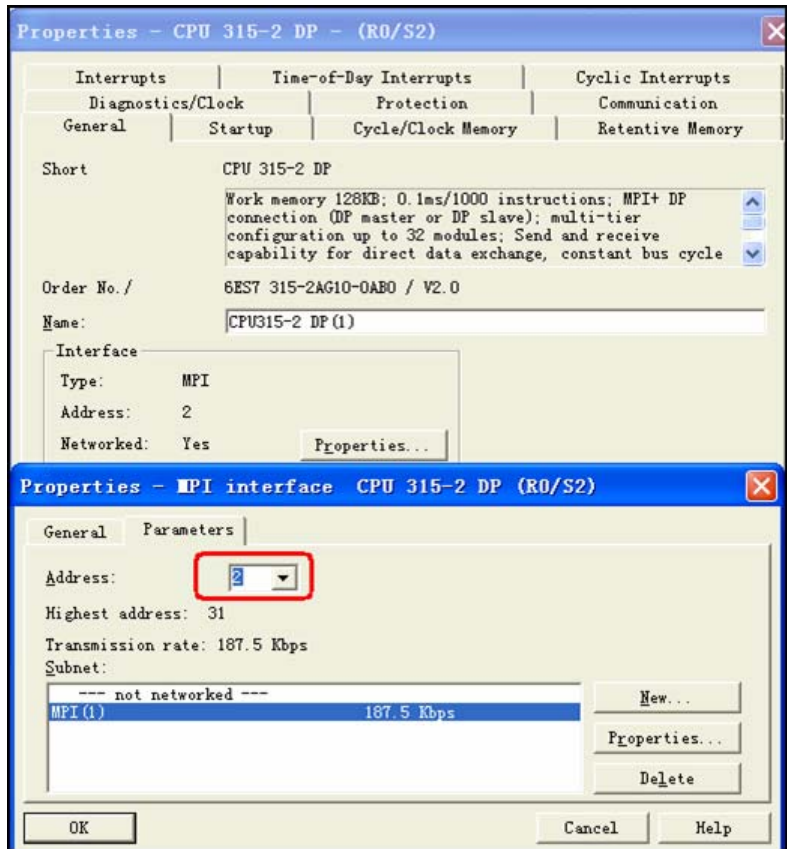 Properties - CPU 315-2 DP - (R0/S2)
Interrupts Time-of-Day Interrupts Cyclic Interrupts
Diagnostics/Clock Protection Communication
General Startup Cycle/Clock Memory Retentive Memory
Short CPU 315-2 DP
Work memory 128KB; 0.1ms/1000 instructions; MPI+ DP
connection (DP master or DP slave); multi-tier
configuration up to 32 modules; Send and receive
capability for direct data exchange, constant bus cycle
Order No./ 6ES7 315-2AG10-0AB0 / V2.0
Name: CPU315-2 DP(1)
Interface
Type: MPI
Address: 2
Networked: Yes Properties...
Properties - MPI interface CPU 315-2 DP (R0/S2)
General Parameters
Address: 2
Highest address: 31
Transmission rate: 187.5 Kbps
Subnet:
--- not networked ---
MPI(1) 187.5 Kbps
New...
Properties...
Delete
OK Cancel Help